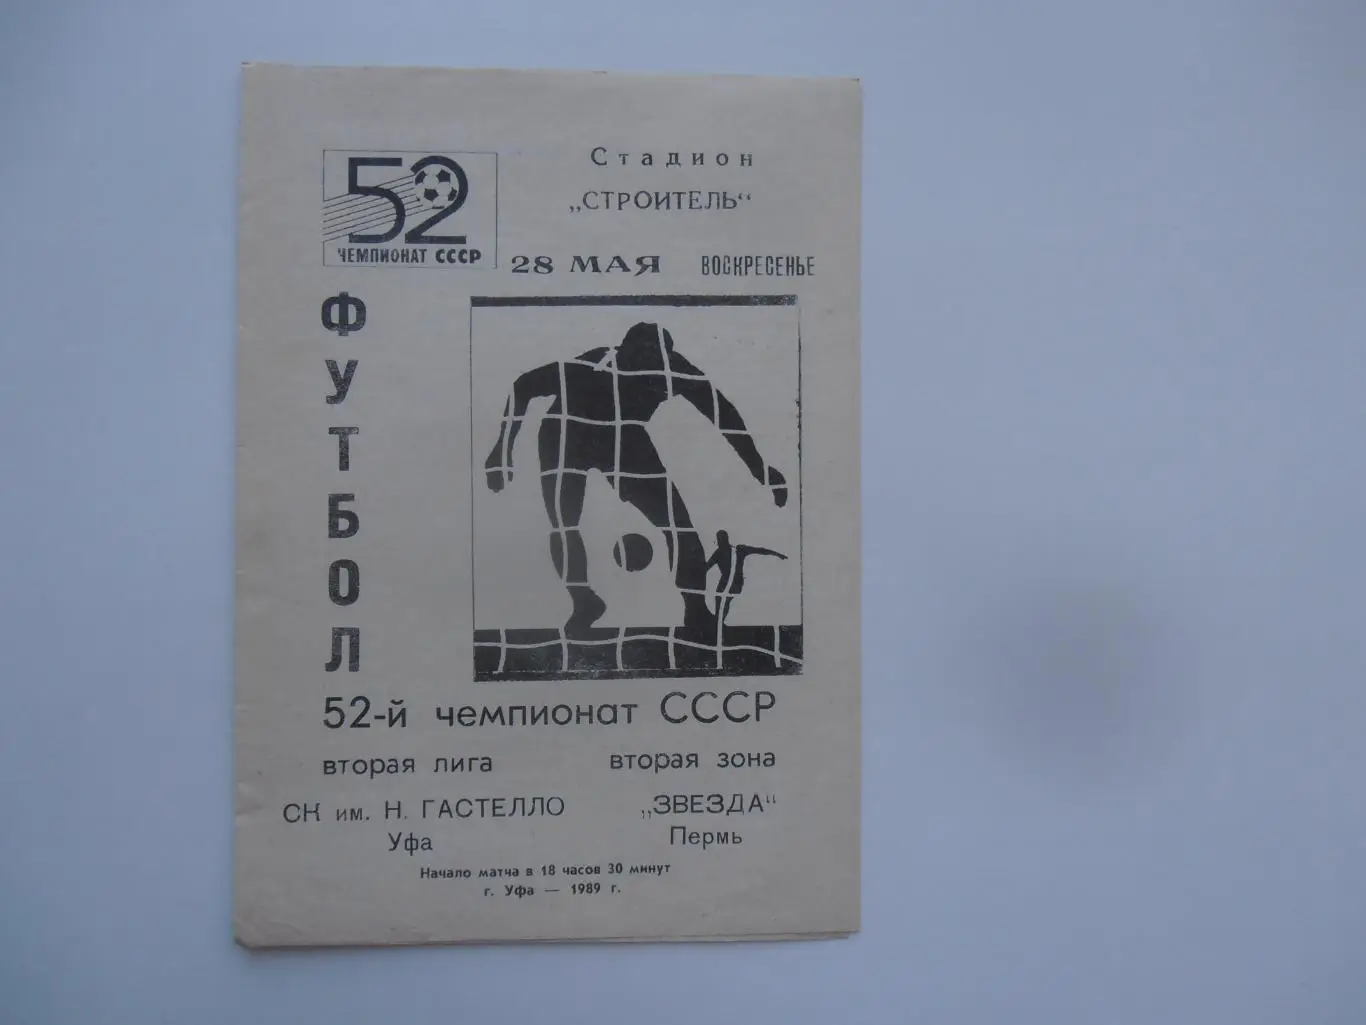 52
ЧЕМПИОНАТ СССР
Стадион
„СТРОИТЕЛЬ“
28 МАЯ ВОСКРЕСЕНЬЕ
ФУТБОЛ
52-й чемпионат СССР
вторая лига вторая зона
СК им. Н. ГАСТЕЛЛО „ЗВЕЗДА“
Уфа Пермь
Начало матча в 18 часов 30 минут
г. Уфа — 1989 г.